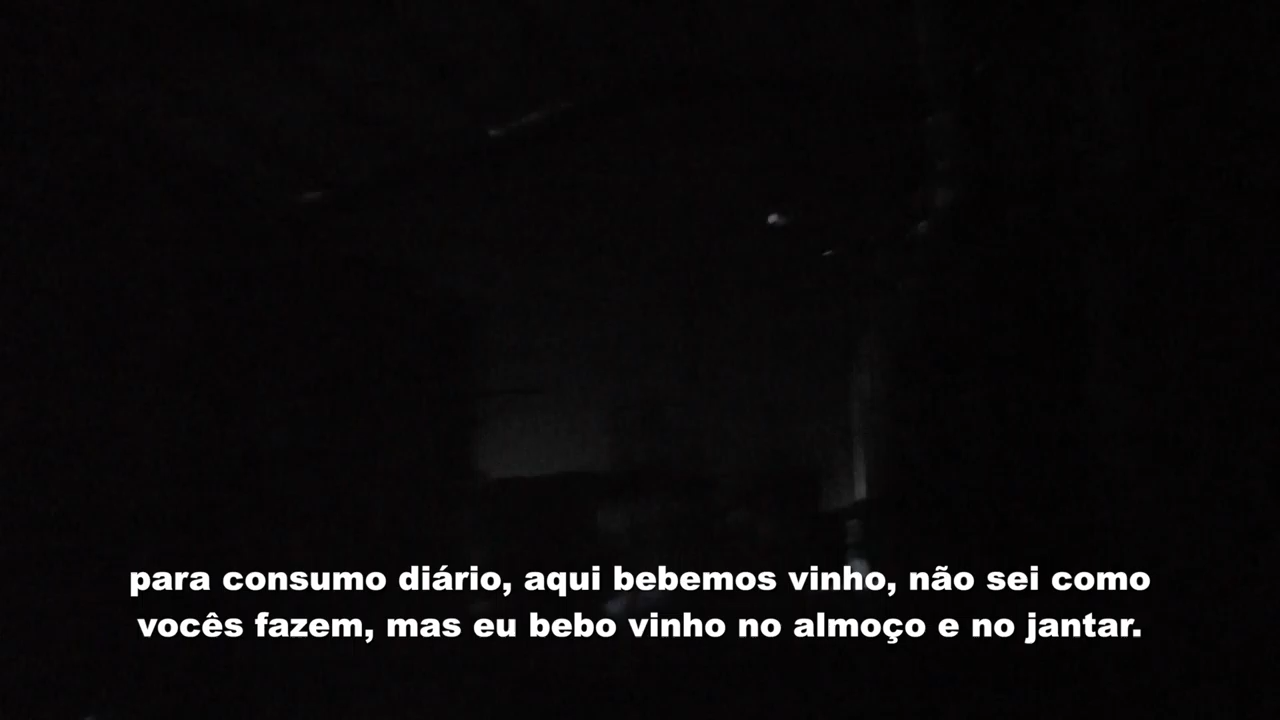 para consumo diário, aqui bebemos vinho, não sei como
vocês fazem, mas eu bebo vinho no almoço e no jantar.